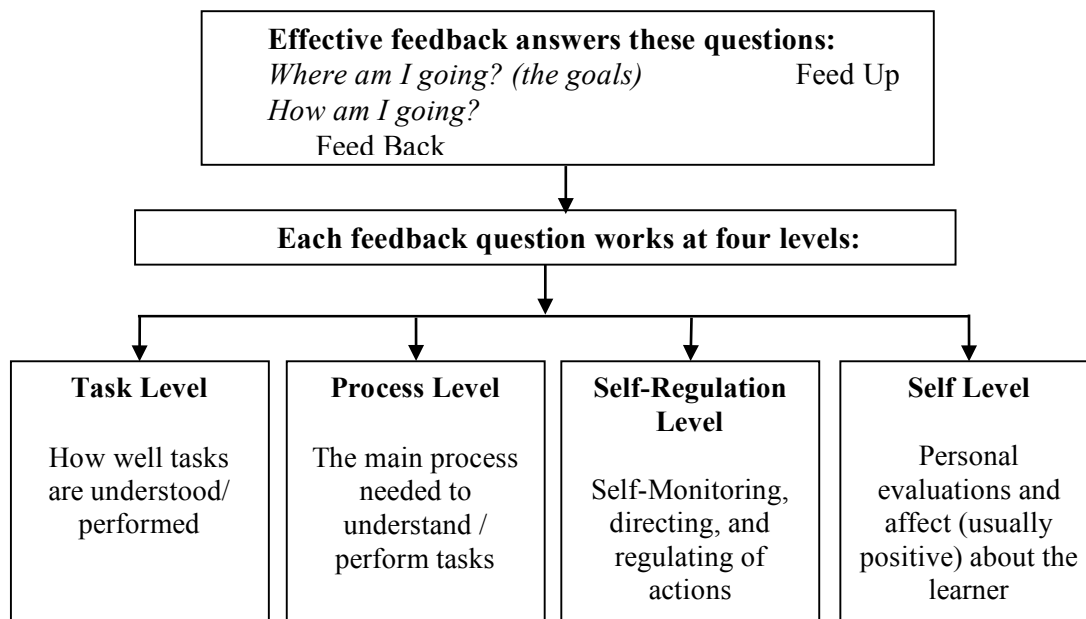 Effective feedback answers these questions:
Where am I going? (the goals) Feed Up
How am I going?
Feed Back
Each feedback question works at four levels:
Task Level
How well tasks
are understood/
performed
Process Level
The main process
needed to
understand /
perform tasks
Self-Regulation
Level
Self-Monitoring,
directing, and
regulating of
actions
Self Level
Personal
evaluations and
affect (usually
positive) about the
learner